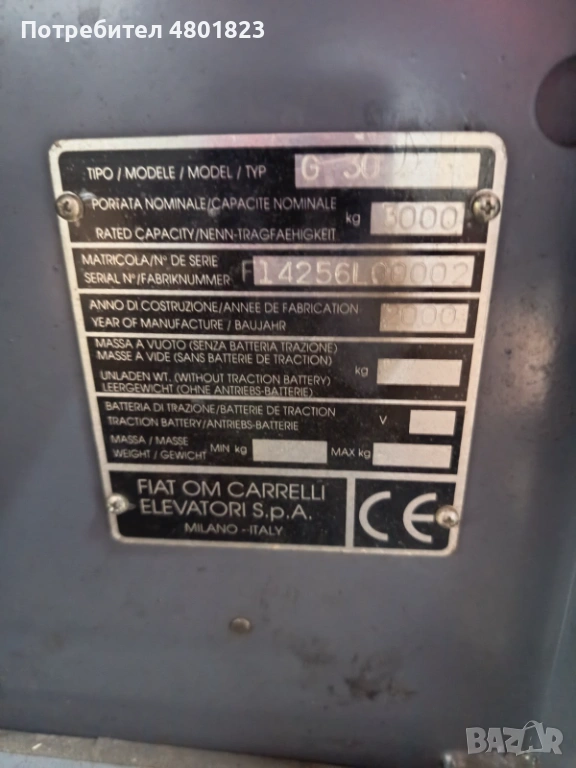 Потребител 4801823
TIPO / MODELE / MODEL / TYP G 30
PORTATA NOMINALE/CAPACITE NOMINALE
RATED CAPACITY/NENN-TRAGFAEHIGKEIT kg 3000
MATRICOLA/N° DE SERIE
SERIAL N°/FABRIKNUMMER F14256L00002
ANNO DI COSTRUZIONE/ANNEE DE FABRICATION
YEAR OF MANUFACTURE / BAUJAHR 2000
MASSA A VUOTO (SENZA BATTERIA TRAZIONE)
MASSE A VIDE (SANS BATTERIE DE TRACTION)
kg
UNLADEN WT. (WITHOUT TRACTION BATTERY)
LEERGEWICHT (OHNE ANTRIEBS-BATTERIE)
BATTERIA DI TRAZIONE/BATTERIE DE TRACTION
TRACTION BATTERY/ANTRIEBS-BATTERIE V
MASSA / MASSE
WEIGHT / GEWICHT MIN kg MAX kg
FIAT OM CARRELLI
ELEVATORI S.p.A.
MILANO - ITALY
CE
BAZAR